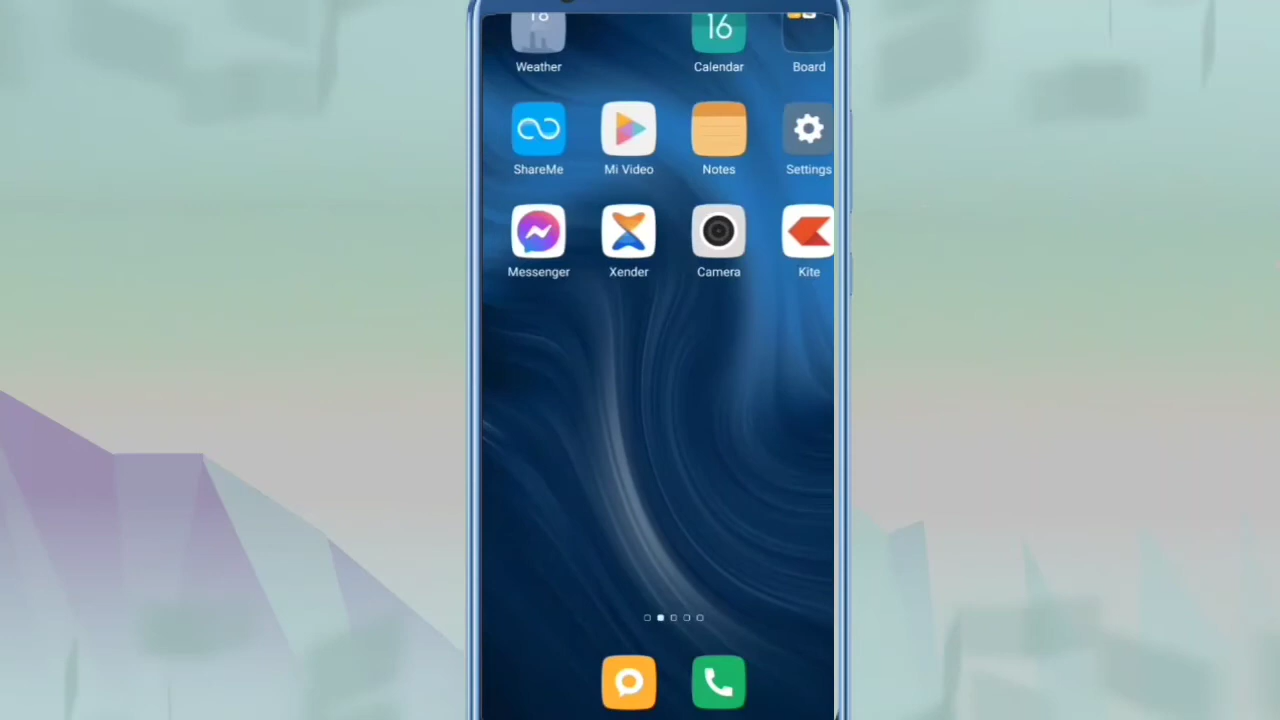 18
16
Weather
Calendar
Board
ShareMe
Mi Video
Notes
Settings
Messenger
Xender
Camera
Kite